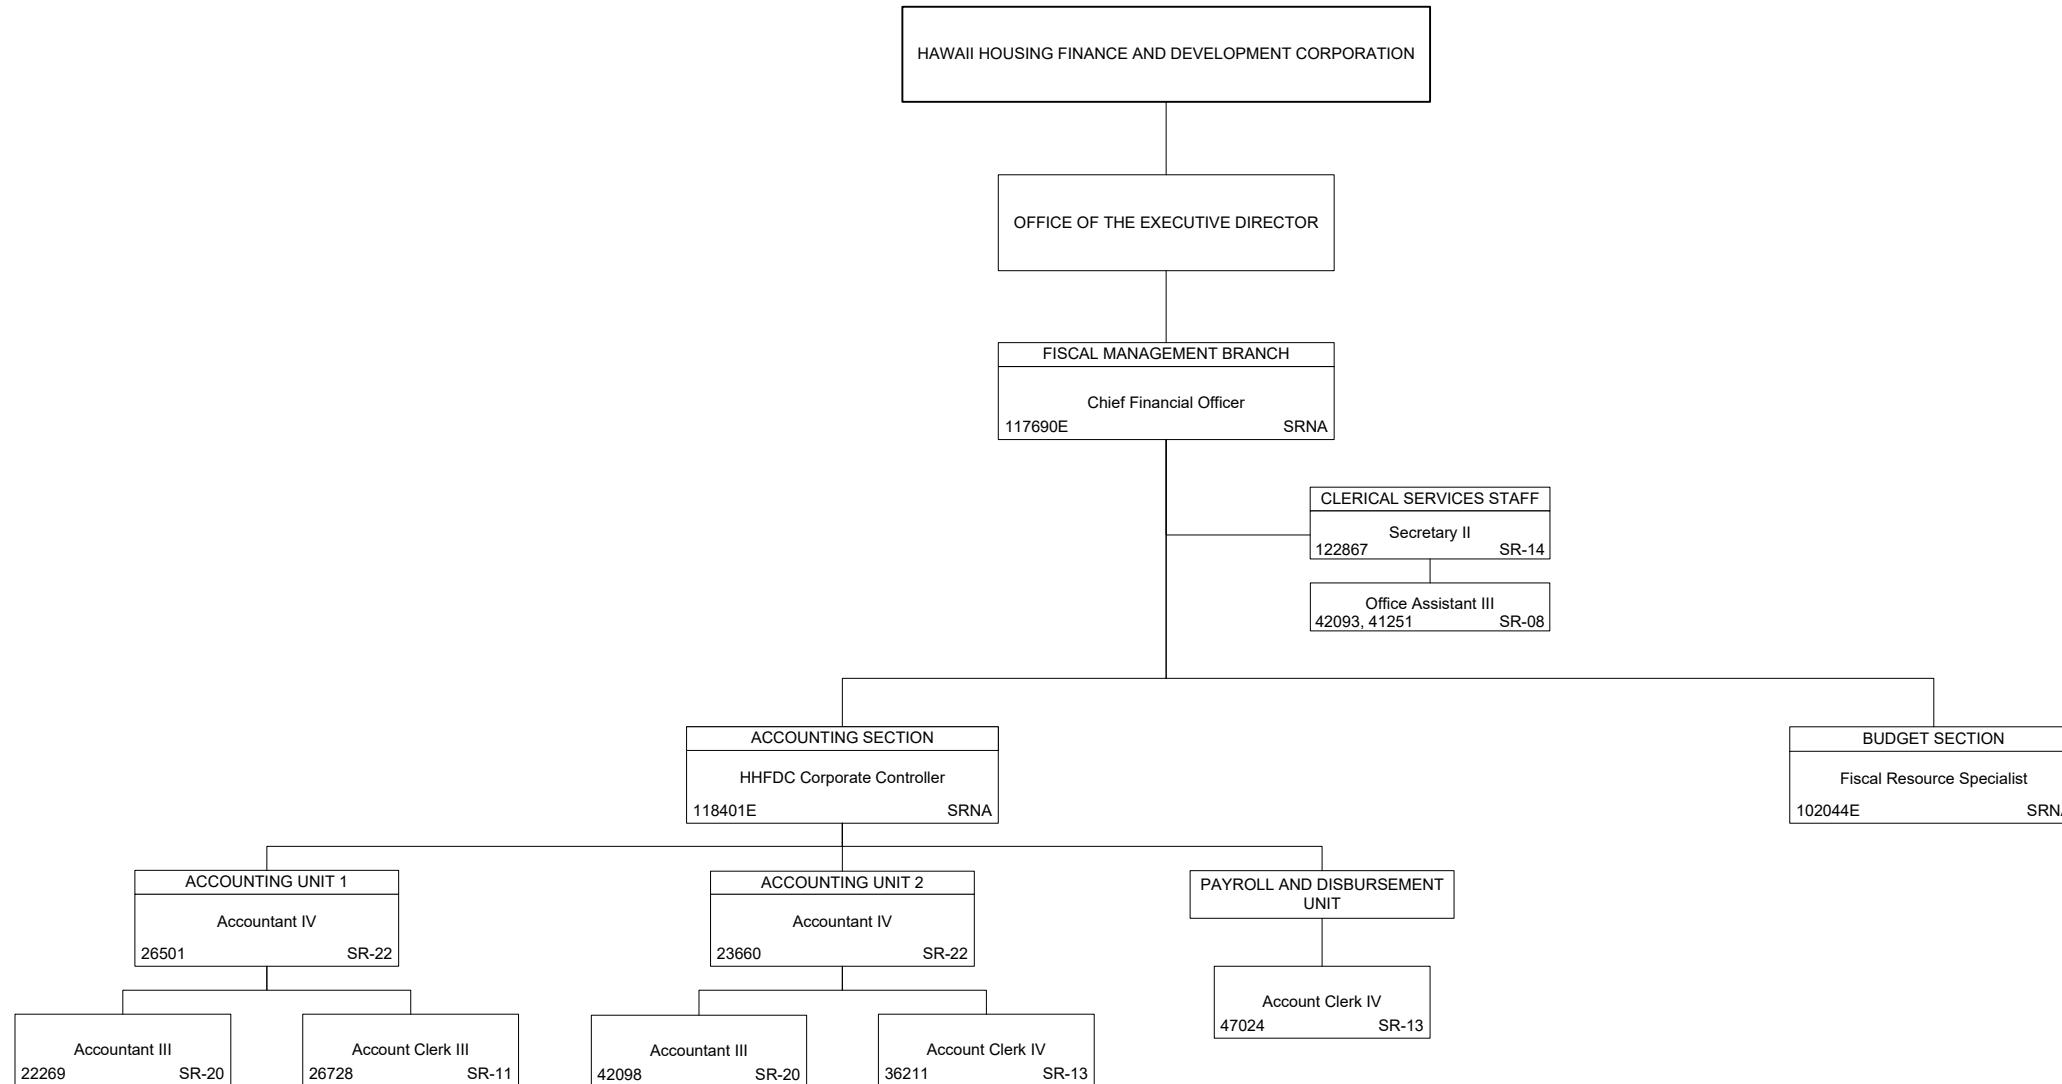 HAWAII HOUSING FINANCE AND DEVELOPMENT CORPORATION
OFFICE OF THE EXECUTIVE DIRECTOR
FISCAL MANAGEMENT BRANCH
Chief Financial Officer
117690E SRNA
CLERICAL SERVICES STAFF
Secretary II
122867 SR-14
Office Assistant III
42093, 41251 SR-08
ACCOUNTING SECTION
HHFDC Corporate Controller
118401E SRNA
BUDGET SECTION
Fiscal Resource Specialist
102044E
ACCOUNTING UNIT 1
Accountant IV
26501 SR-22
ACCOUNTING UNIT 2
Accountant IV
23660 SR-22
PAYROLL AND DISBURSEMENT
UNIT
Account Clerk IV
47024 SR-13
Accountant III
22269 SR-20
Account Clerk III
26728 SR-11
Accountant III
42098 SR-20
Account Clerk IV
36211 SR-13